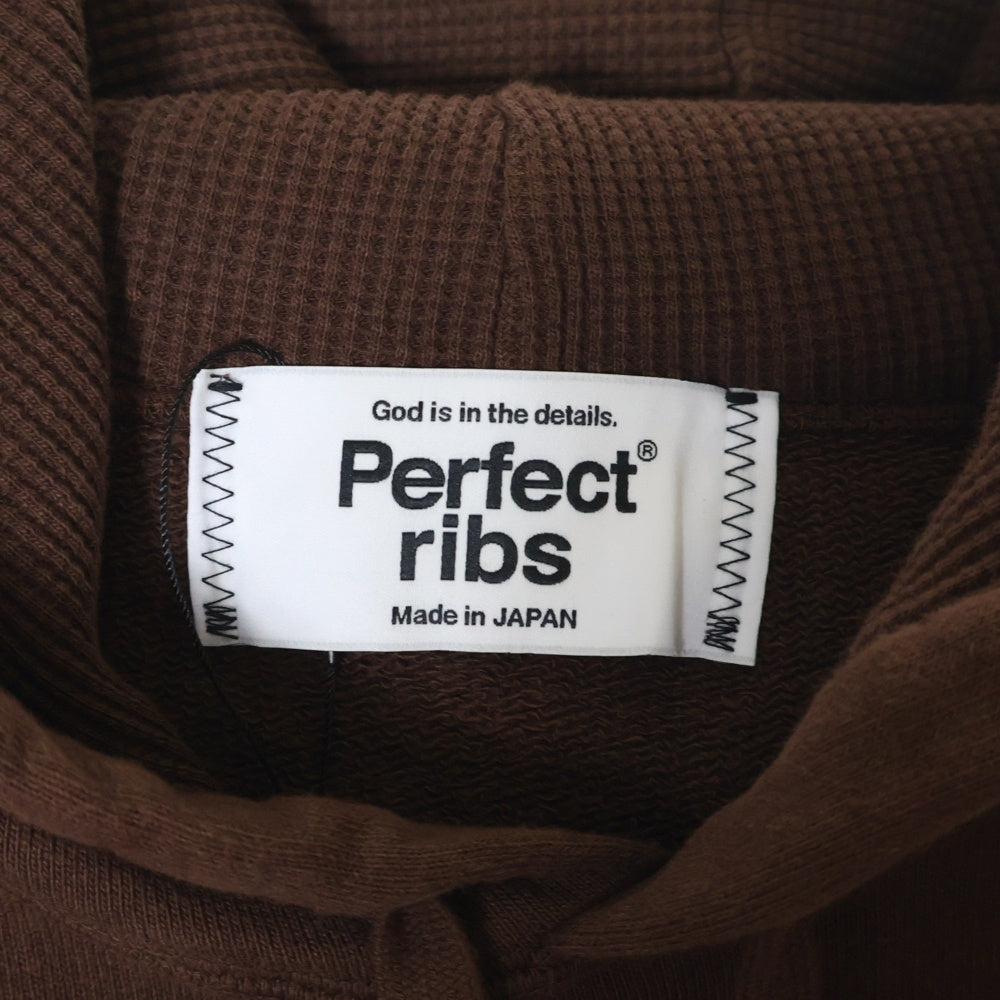 God is in the details.
Perfect®
ribs
Made in JAPAN